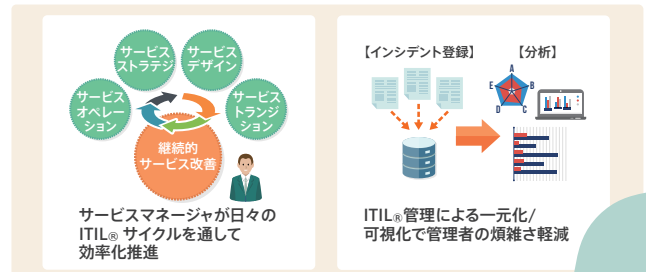 サービス
ストラテジ
サービス
デザイン
サービス
オペレー
ション
サービス
トランジ
ション
継続的
サービス改善
サービスマネージャが日々の
ITIL® サイクルを通して
効率化推進
【インシデント登録】
【分析】
A
B
C
D
E
ITIL®管理による一元化/
可視化で管理者の煩雑さ軽減